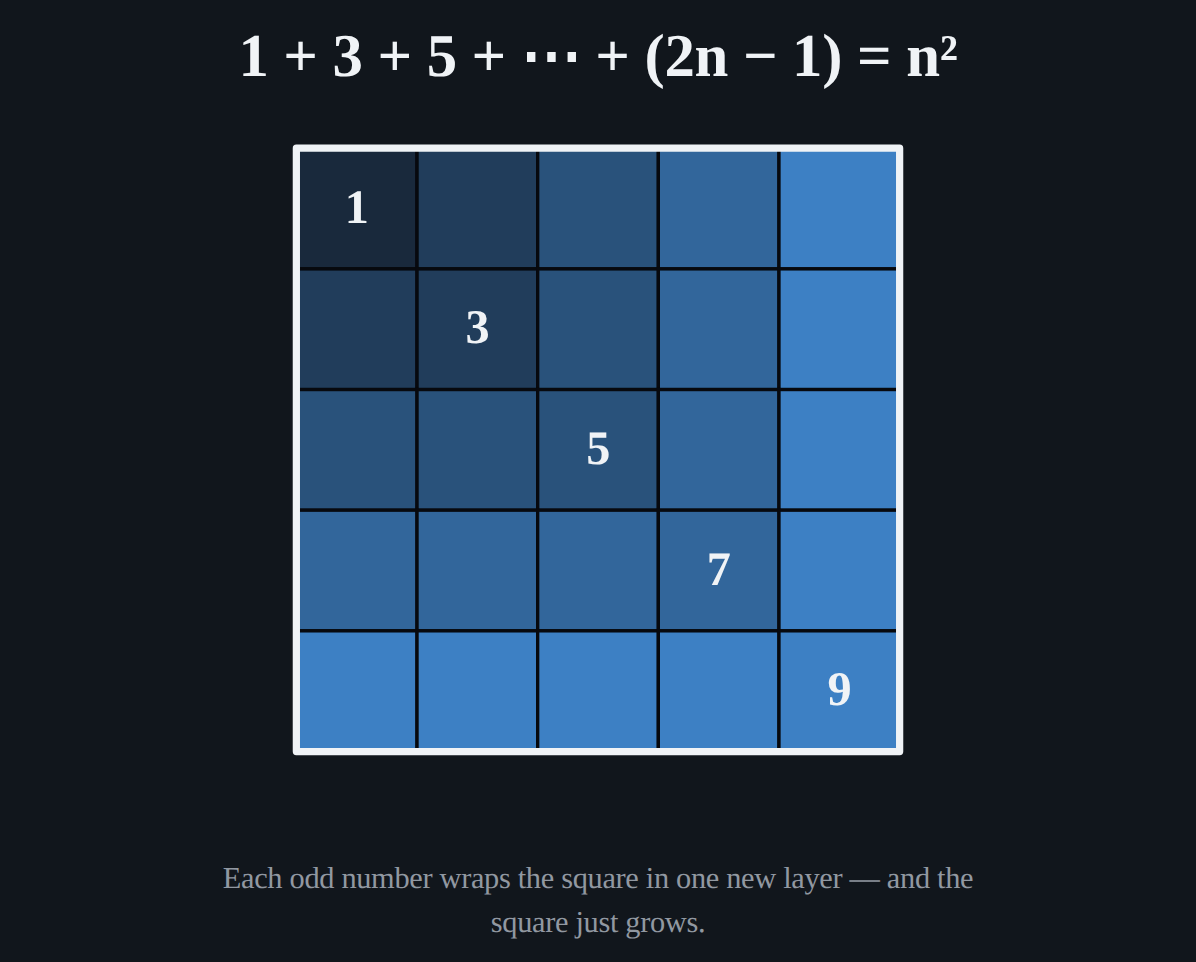 1 + 3 + 5 + ⋯ + (2n − 1) = n²
1
3
5
7
9
Each odd number wraps the square in one new layer — and the
square just grows.